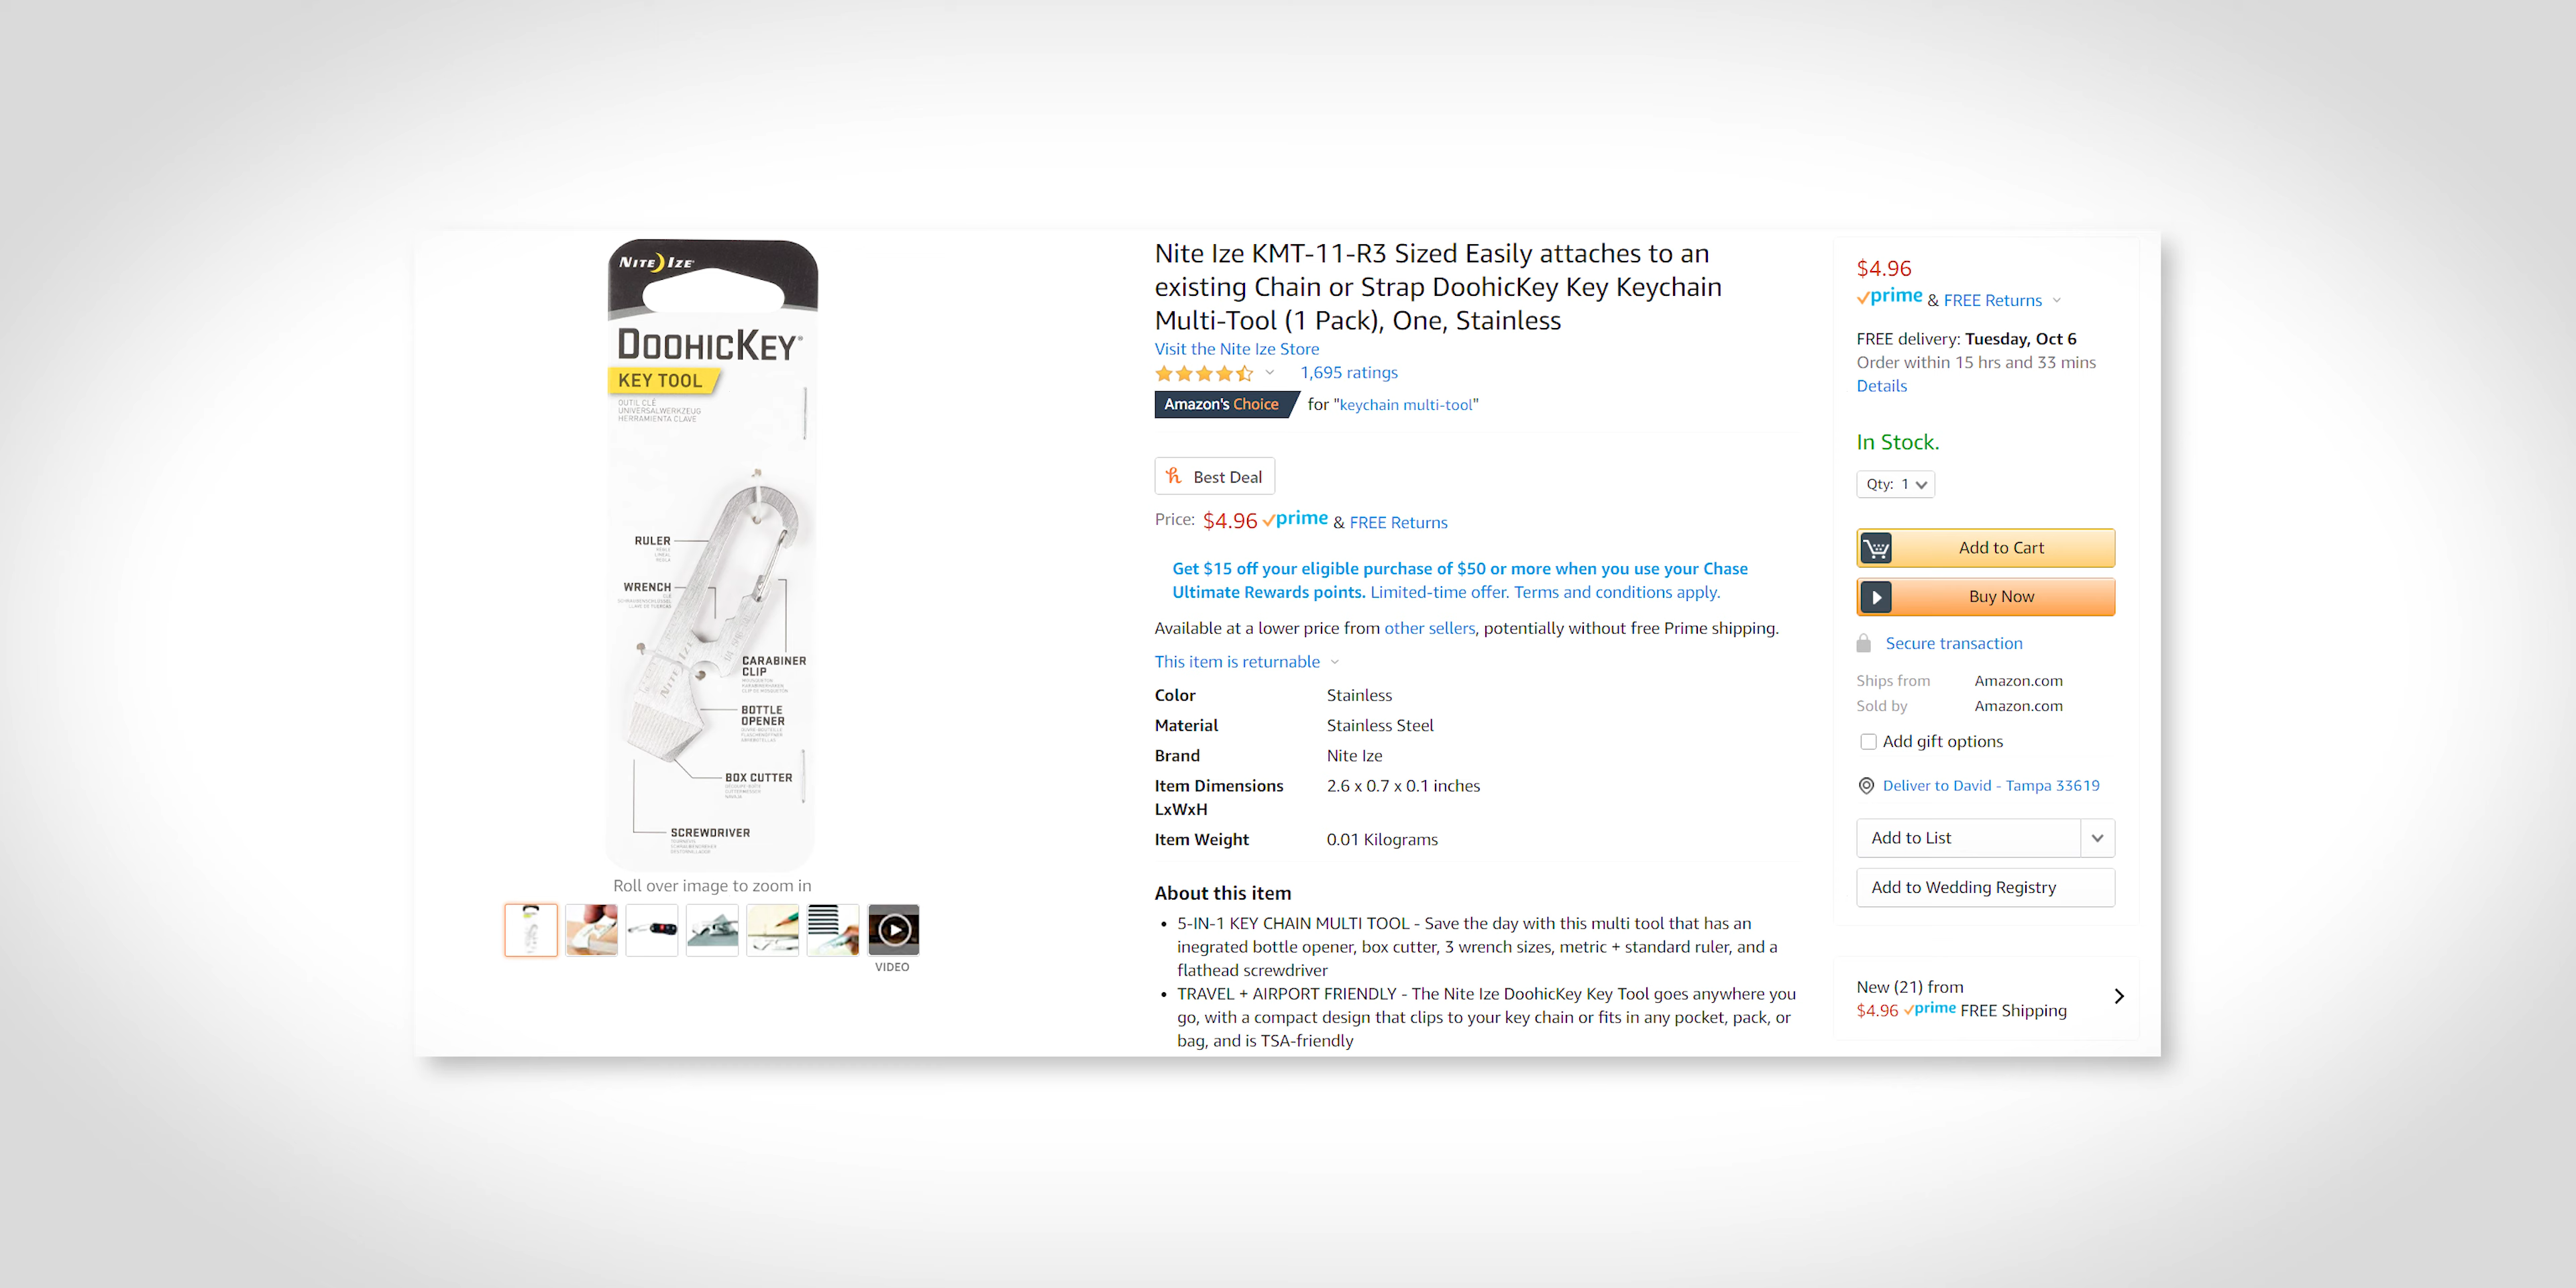 NITE IZE
DOOHICKEY®
KEY TOOL
OUTIL CLÉ
UNIVERSALWERKZEUG
HERRAMIENTA CLAVE
RULER
WRENCH
CARABINER
CLIP
BOTTLE
OPENER
BOX CUTTER
SCREWDRIVER
Roll over image to zoom in
VIDEO
Nite Ize KMT-11-R3 Sized Easily attaches to an
existing Chain or Strap DoohicKey Key Keychain
Multi-Tool (1 Pack), One, Stainless
Visit the Nite Ize Store
1,695 ratings
Amazon's Choice for "keychain multi-tool"
Best Deal
Price: $4.96 prime & FREE Returns
Get $15 off your eligible purchase of $50 or more when you use your Chase
Ultimate Rewards points. Limited-time offer. Terms and conditions apply.
Available at a lower price from other sellers, potentially without free Prime shipping.
This item is returnable
Color Stainless
Material Stainless Steel
Brand Nite Ize
Item Dimensions 2.6 x 0.7 x 0.1 inches
LxWxH
Item Weight 0.01 Kilograms
About this item
• 5-IN-1 KEY CHAIN MULTI TOOL - Save the day with this multi tool that has an
inegrated bottle opener, box cutter, 3 wrench sizes, metric + standard ruler, and a
flathead screwdriver
• TRAVEL + AIRPORT FRIENDLY - The Nite Ize DoohicKey Key Tool goes anywhere you
go, with a compact design that clips to your key chain or fits in any pocket, pack, or
bag, and is TSA-friendly
$4.96
prime & FREE Returns
FREE delivery: Tuesday, Oct 6
Order within 15 hrs and 33 mins
Details
In Stock.
Qty: 1
Add to Cart
Buy Now
Secure transaction
Ships from Amazon.com
Sold by Amazon.com
Add gift options
Deliver to David - Tampa 33619
Add to List
Add to Wedding Registry
New (21) from
$4.96 prime FREE Shipping